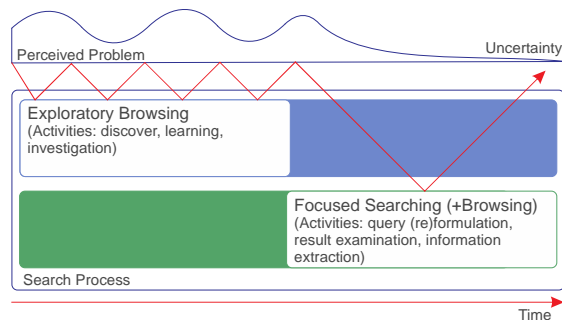 Perceived Problem
Uncertainty
Exploratory Browsing
(Activities: discover, learning,
investigation)
Focused Searching (+Browsing)
(Activities: query (re)formulation,
result examination, information
extraction)
Search Process
Time